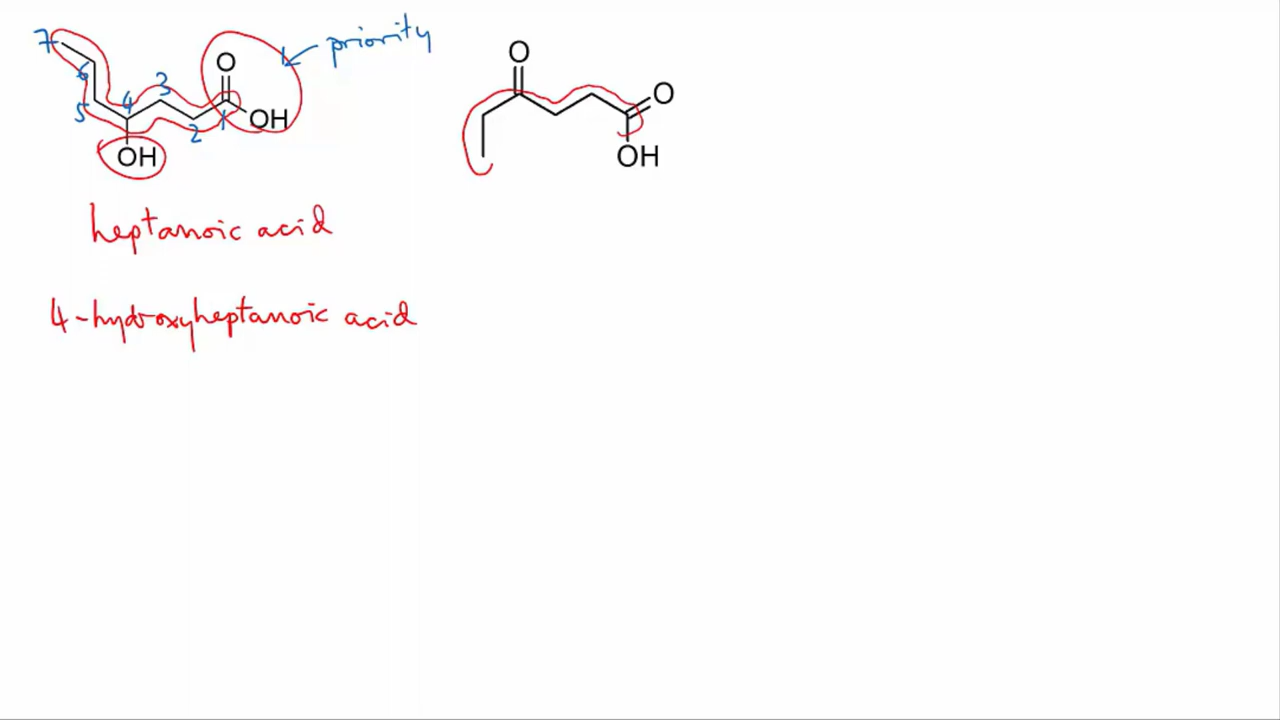 7
6
5
4
3
2
1
O
OH
OH
priority
O
O
OH
heptanoic acid
4-hydroxyheptanoic acid